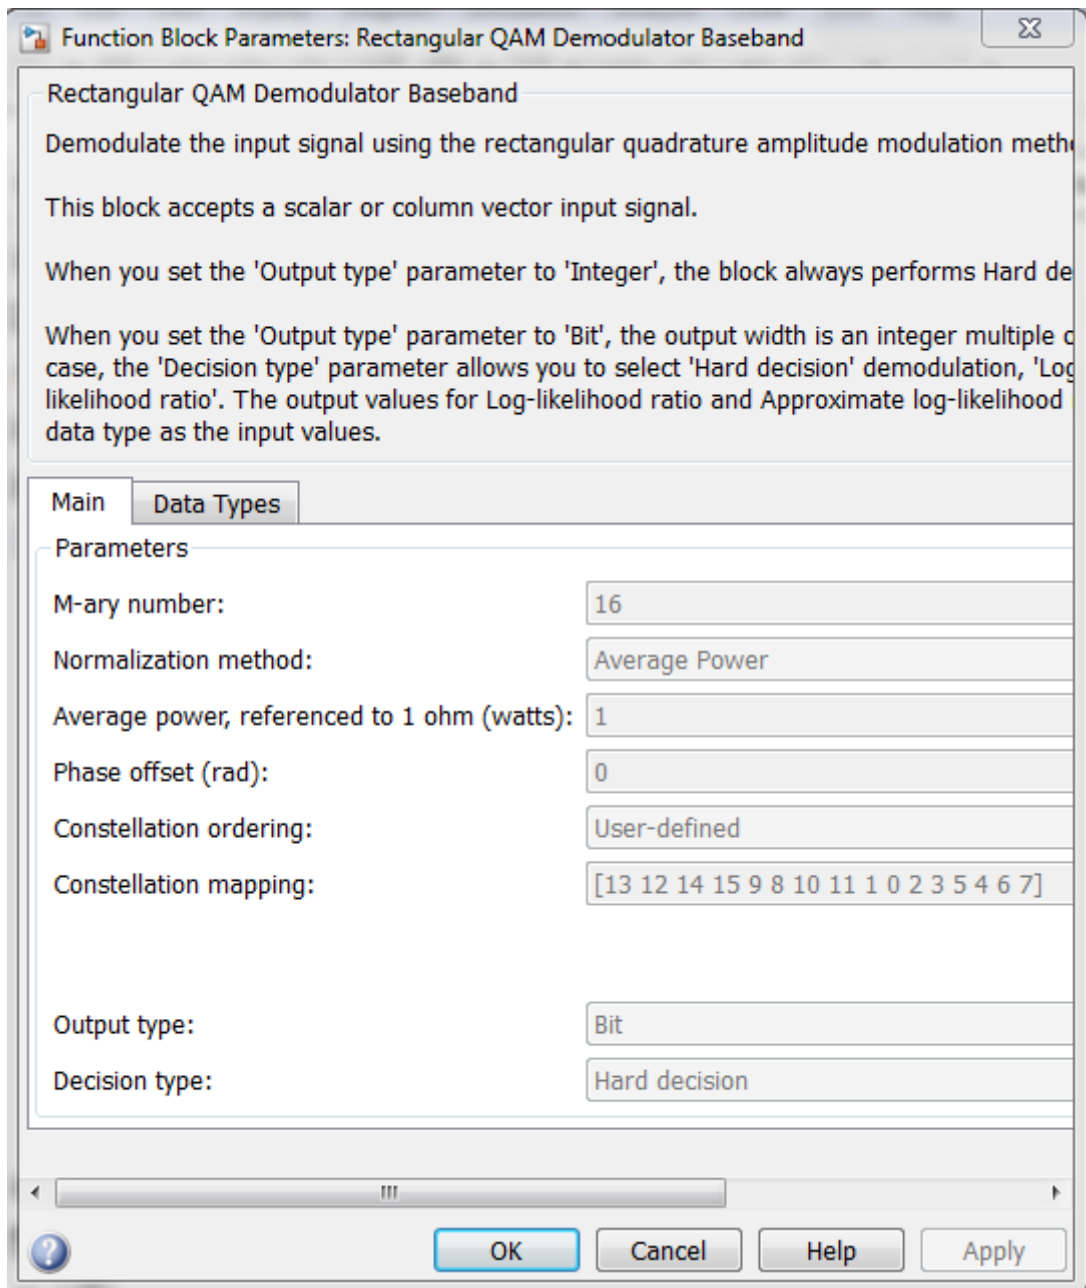 Function Block Parameters: Rectangular QAM Demodulator Baseband
Rectangular QAM Demodulator Baseband
Demodulate the input signal using the rectangular quadrature amplitude modulation meth
This block accepts a scalar or column vector input signal.
When you set the 'Output type' parameter to 'Integer', the block always performs Hard de
When you set the 'Output type' parameter to 'Bit', the output width is an integer multiple o
case, the 'Decision type' parameter allows you to select 'Hard decision' demodulation, 'Log
likelihood ratio'. The output values for Log-likelihood ratio and Approximate log-likelihood
data type as the input values.
Main Data Types
Parameters
M-ary number: 16
Normalization method: Average Power
Average power, referenced to 1 ohm (watts): 1
Phase offset (rad): 0
Constellation ordering: User-defined
Constellation mapping: [13 12 14 15 9 8 10 11 1 0 2 3 5 4 6 7]
Output type: Bit
Decision type: Hard decision
OK Cancel Help Apply